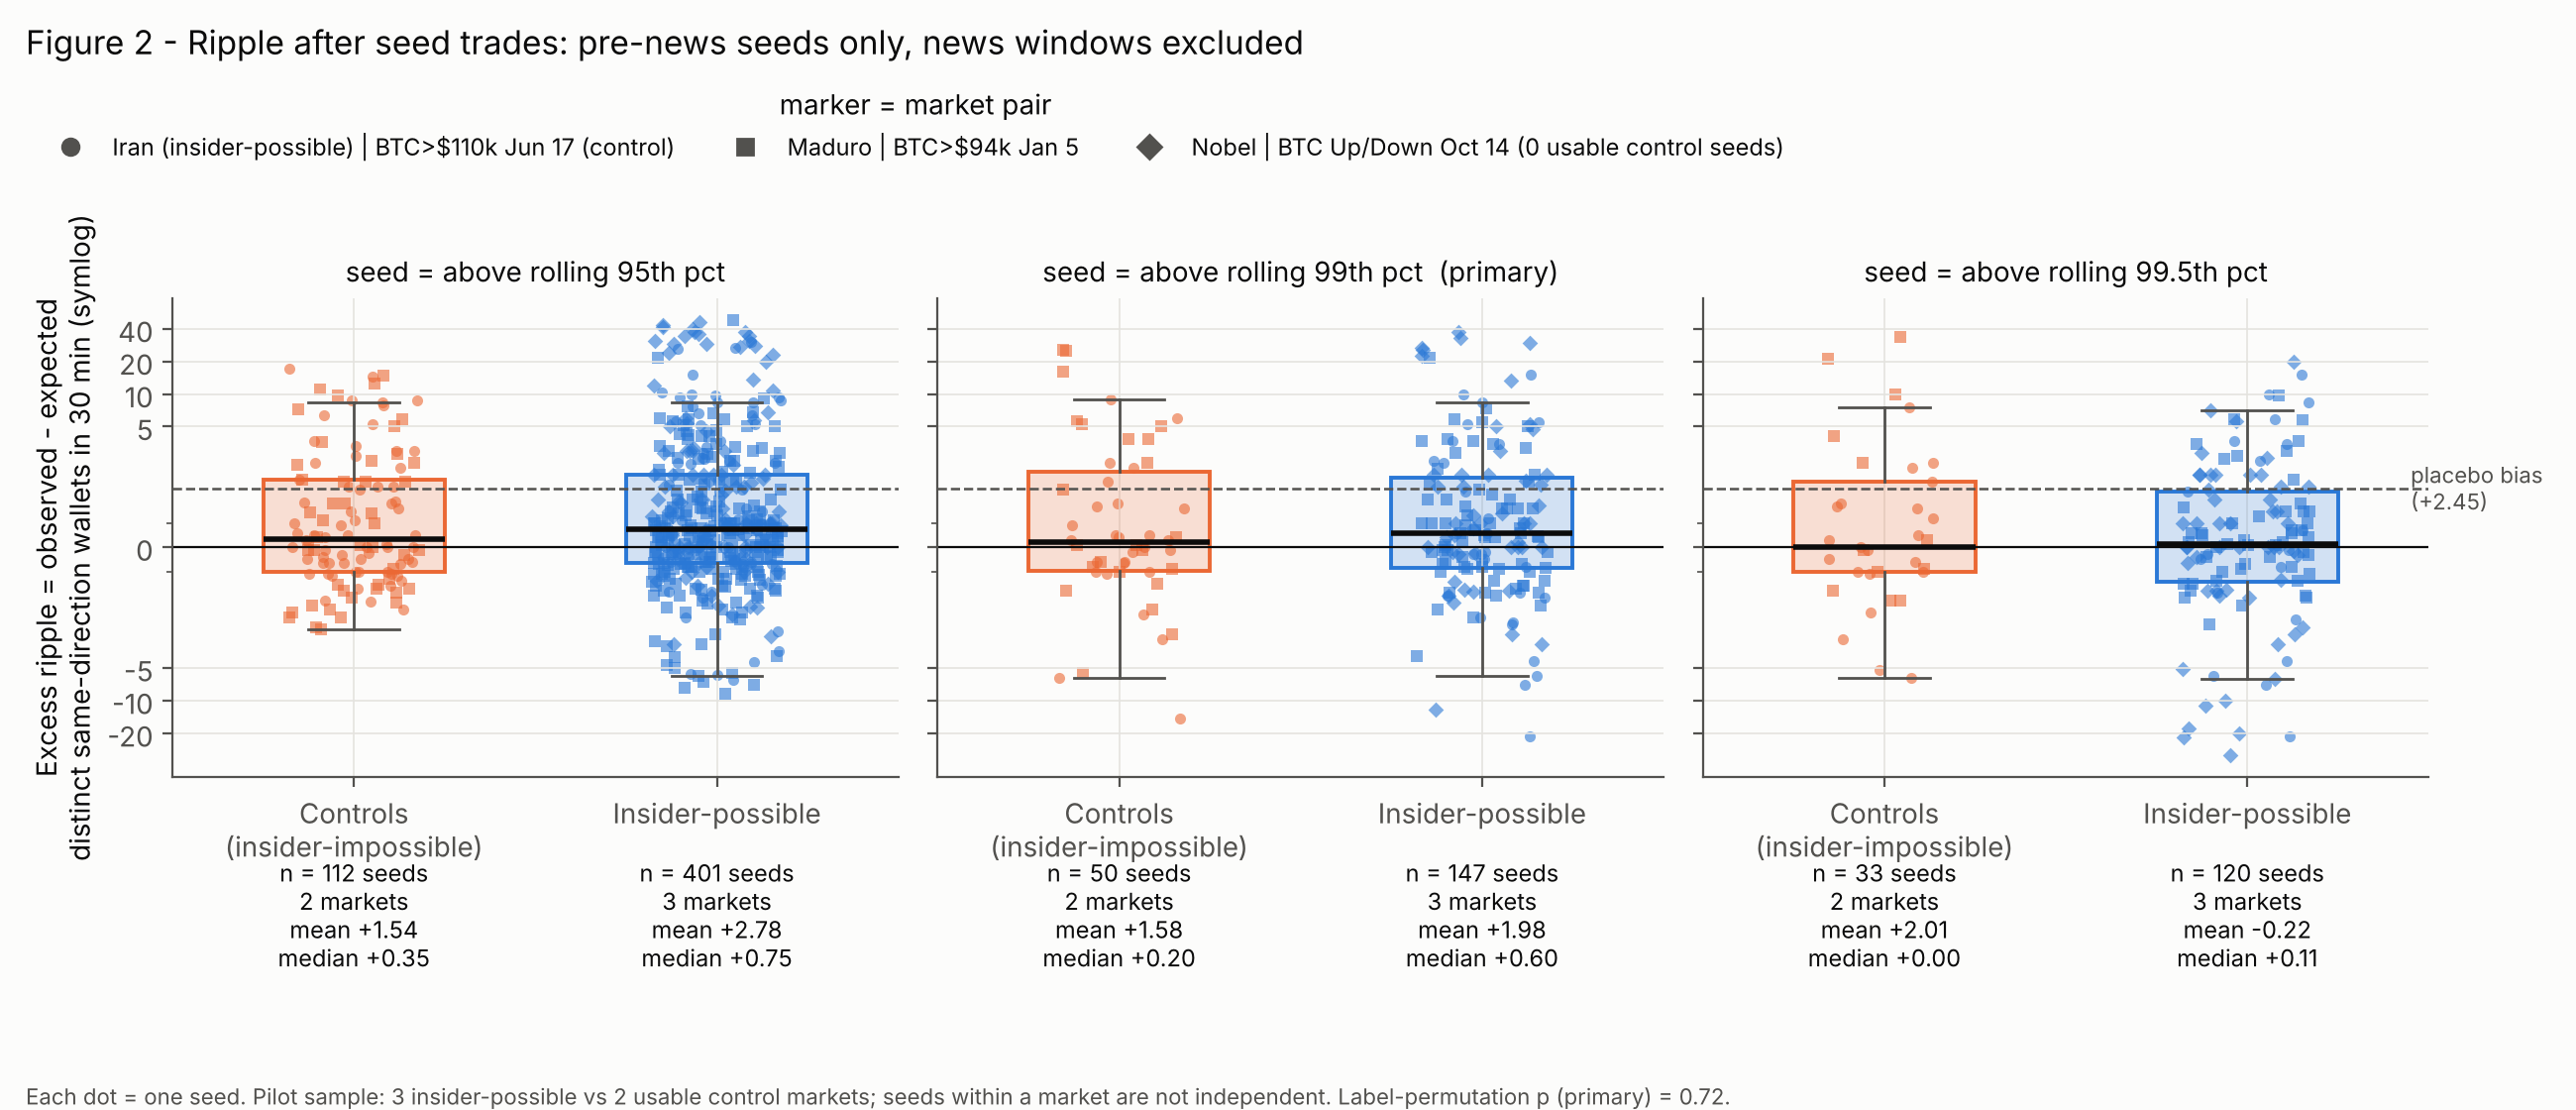 Figure 2 - Ripple after seed trades: pre-news seeds only, news windows excluded
marker = market pair
Iran (insider-possible) | BTC>$110k Jun 17 (control)
Maduro | BTC>$94k Jan 5
Nobel | BTC Up/Down Oct 14 (0 usable control seeds)
Excess ripple = observed - expected
distinct same-direction wallets in 30 min (symlog)
seed = above rolling 95th pct
seed = above rolling 99th pct (primary)
seed = above rolling 99.5th pct
40
20
10
5
0
-5
-10
-20
placebo bias
(+2.45)
Controls
(insider-impossible)
n = 112 seeds
2 markets
mean +1.54
median +0.35
Insider-possible
n = 401 seeds
3 markets
mean +2.78
median +0.75
Controls
(insider-impossible)
n = 50 seeds
2 markets
mean +1.58
median +0.20
Insider-possible
n = 147 seeds
3 markets
mean +1.98
median +0.60
Controls
(insider-impossible)
n = 33 seeds
2 markets
mean +2.01
median +0.00
Insider-possible
n = 120 seeds
3 markets
mean -0.22
median +0.11
Each dot = one seed. Pilot sample: 3 insider-possible vs 2 usable control markets; seeds within a market are not independent. Label-permutation p (primary) = 0.72.